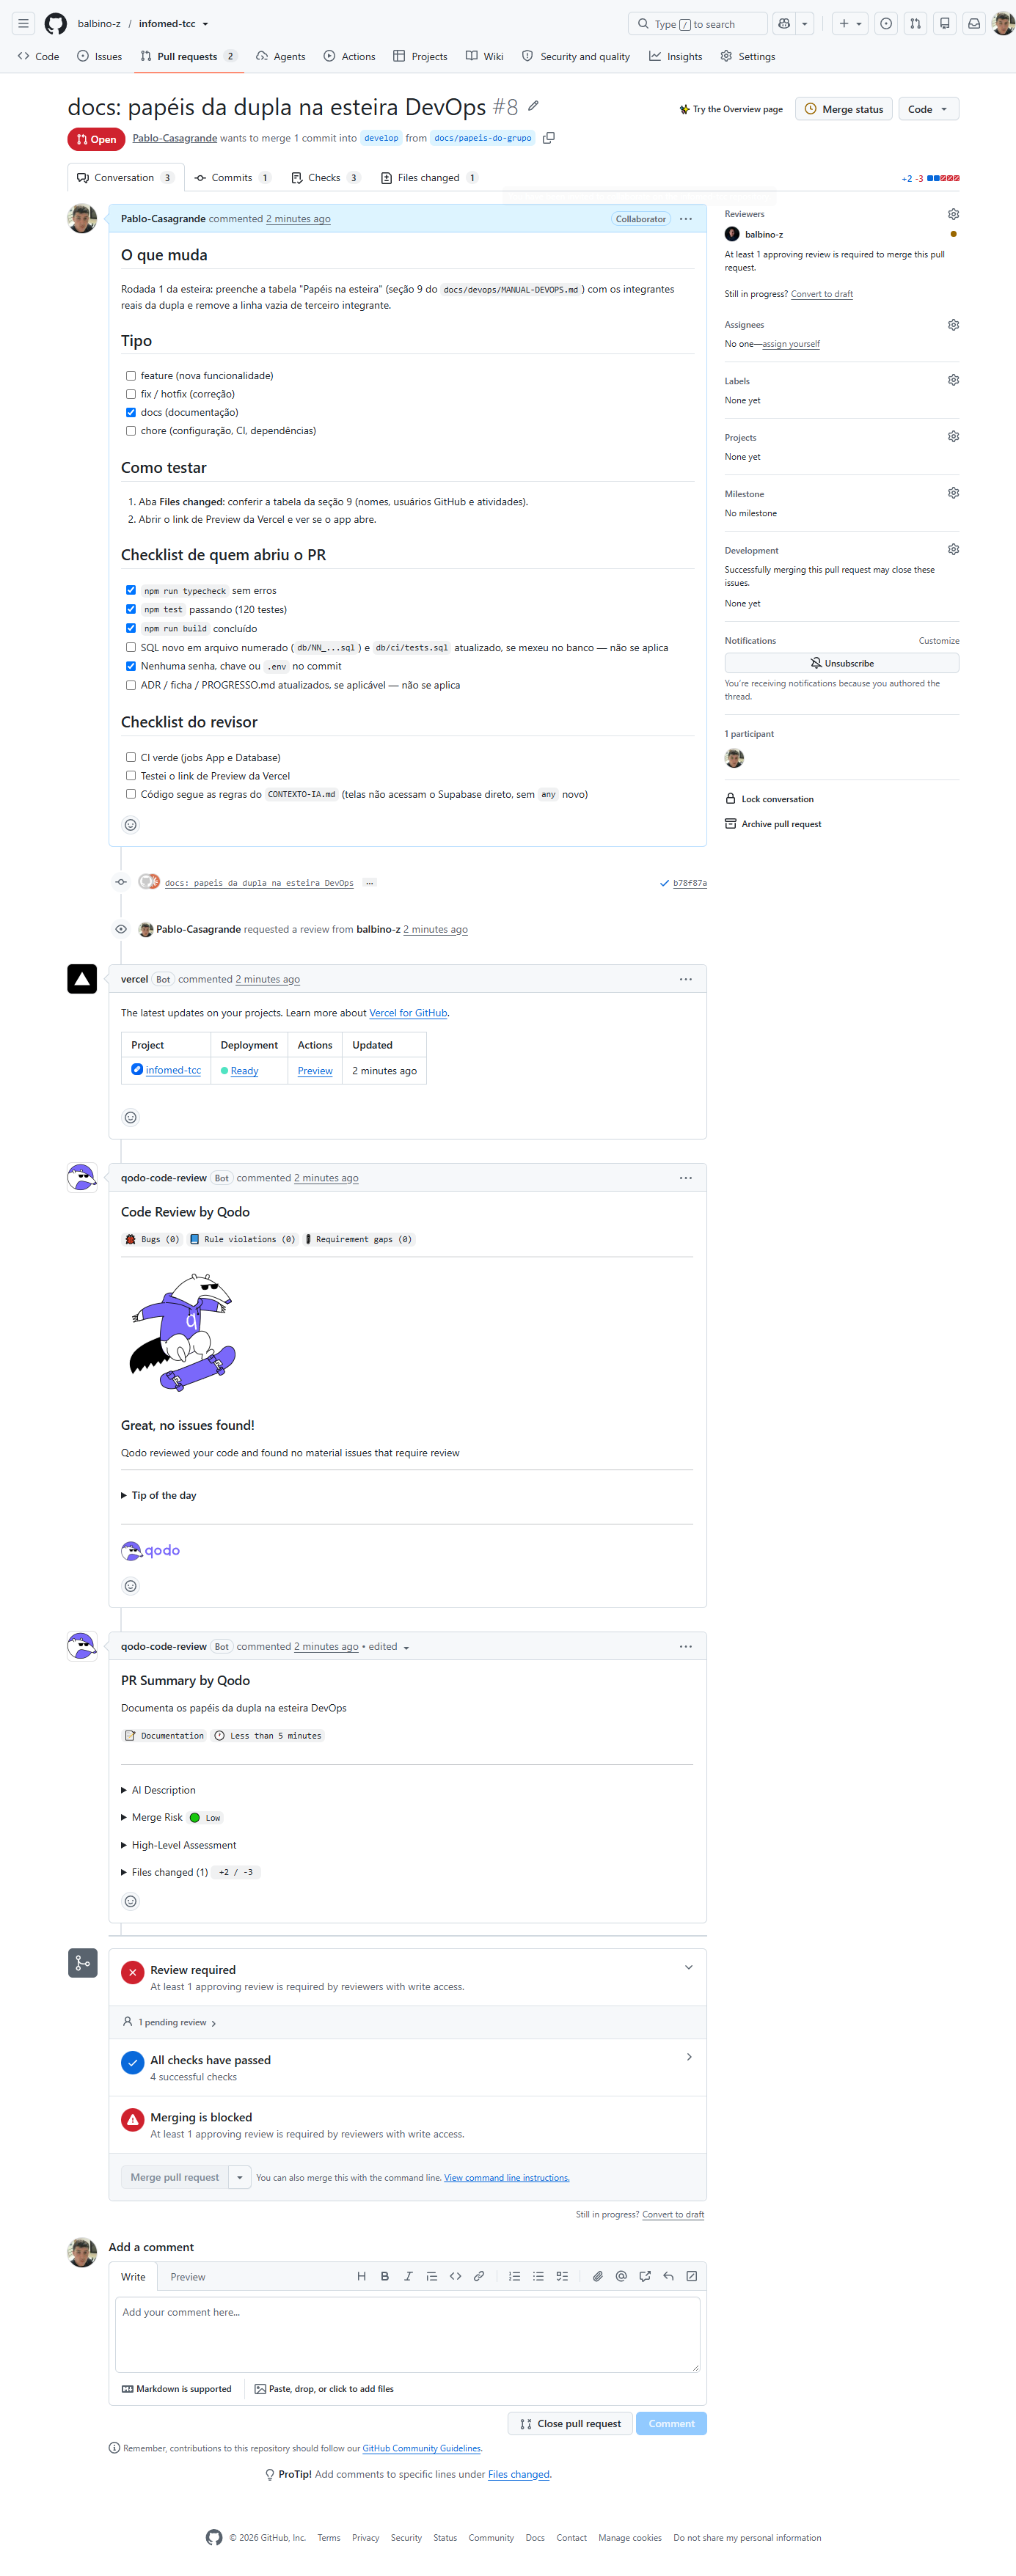 balbino-z / infomed-tcc
Type / to search
Code
Issues
Pull requests 2
Agents
Actions
Projects
Wiki
Security and quality
Insights
Settings
docs: papéis da dupla na esteira DevOps #8
Try the Overview page
Merge status
Code
Open
Pablo-Casagrande wants to merge 1 commit into develop from docs/papeis-do-grupo
Conversation 3
Commits 1
Checks 3
Files changed 1
+2 -3
Pablo-Casagrande commented 2 minutes ago
Collaborator
O que muda
Rodada 1 da esteira: preenche a tabela "Papéis na esteira" (seção 9 do docs/devops/MANUAL-DEVOPS.md ) com os integrantes
reais da dupla e remove a linha vazia de terceiro integrante.
Tipo
feature (nova funcionalidade)
fix / hotfix (correção)
docs (documentação)
chore (configuração, CI, dependências)
Como testar
1. Aba Files changed: conferir a tabela da seção 9 (nomes, usuários GitHub e atividades).
2. Abrir o link de Preview da Vercel e ver se o app abre.
Checklist de quem abriu o PR
npm run typecheck sem erros
npm test passando (120 testes)
npm run build concluído
SQL novo em arquivo numerado ( db/NN_...sql ) e db/ci/tests.sql atualizado, se mexeu no banco — não se aplica
Nenhuma senha, chave ou .env no commit
ADR / ficha / PROGRESSO.md atualizados, se aplicável — não se aplica
Checklist do revisor
CI verde (jobs App e Database)
Testei o link de Preview da Vercel
Código segue as regras do CONTEXTO-IA.md (telas não acessam o Supabase direto, sem any novo)
Reviewers
balbino-z
At least 1 approving review is required to merge this pull
request.
Still in progress? Convert to draft
Assignees
No one—assign yourself
Labels
None yet
Projects
None yet
Milestone
No milestone
Development
Successfully merging this pull request may close these
issues.
None yet
Notifications
Customize
Unsubscribe
You're receiving notifications because you authored the
thread.
1 participant
Lock conversation
Archive pull request
docs: papeis da dupla na esteira DevOps ...
b78f87a
Pablo-Casagrande requested a review from balbino-z 2 minutes ago
vercel Bot commented 2 minutes ago
The latest updates on your projects. Learn more about Vercel for GitHub.
Project Deployment Actions Updated
infomed-tcc Ready Preview 2 minutes ago
qodo-code-review Bot commented 2 minutes ago
Code Review by Qodo
Bugs (0) Rule violations (0) Requirement gaps (0)
q
Great, no issues found!
Qodo reviewed your code and found no material issues that require review
Tip of the day
qodo
qodo-code-review Bot commented 2 minutes ago • edited
PR Summary by Qodo
Documenta os papéis da dupla na esteira DevOps
Documentation Less than 5 minutes
AI Description
Merge Risk Low
High-Level Assessment
Files changed (1) +2 / -3
Review required
At least 1 approving review is required by reviewers with write access.
1 pending review
All checks have passed
4 successful checks
Merging is blocked
At least 1 approving review is required by reviewers with write access.
Merge pull request
You can also merge this with the command line. View command line instructions.
Still in progress? Convert to draft
Add a comment
Write
Preview
Add your comment here...
Markdown is supported
Paste, drop, or click to add files
Close pull request
Comment
Remember, contributions to this repository should follow our GitHub Community Guidelines.
ProTip! Add comments to specific lines under Files changed.
© 2026 GitHub, Inc. Terms Privacy Security Status Community Docs Contact Manage cookies Do not share my personal information